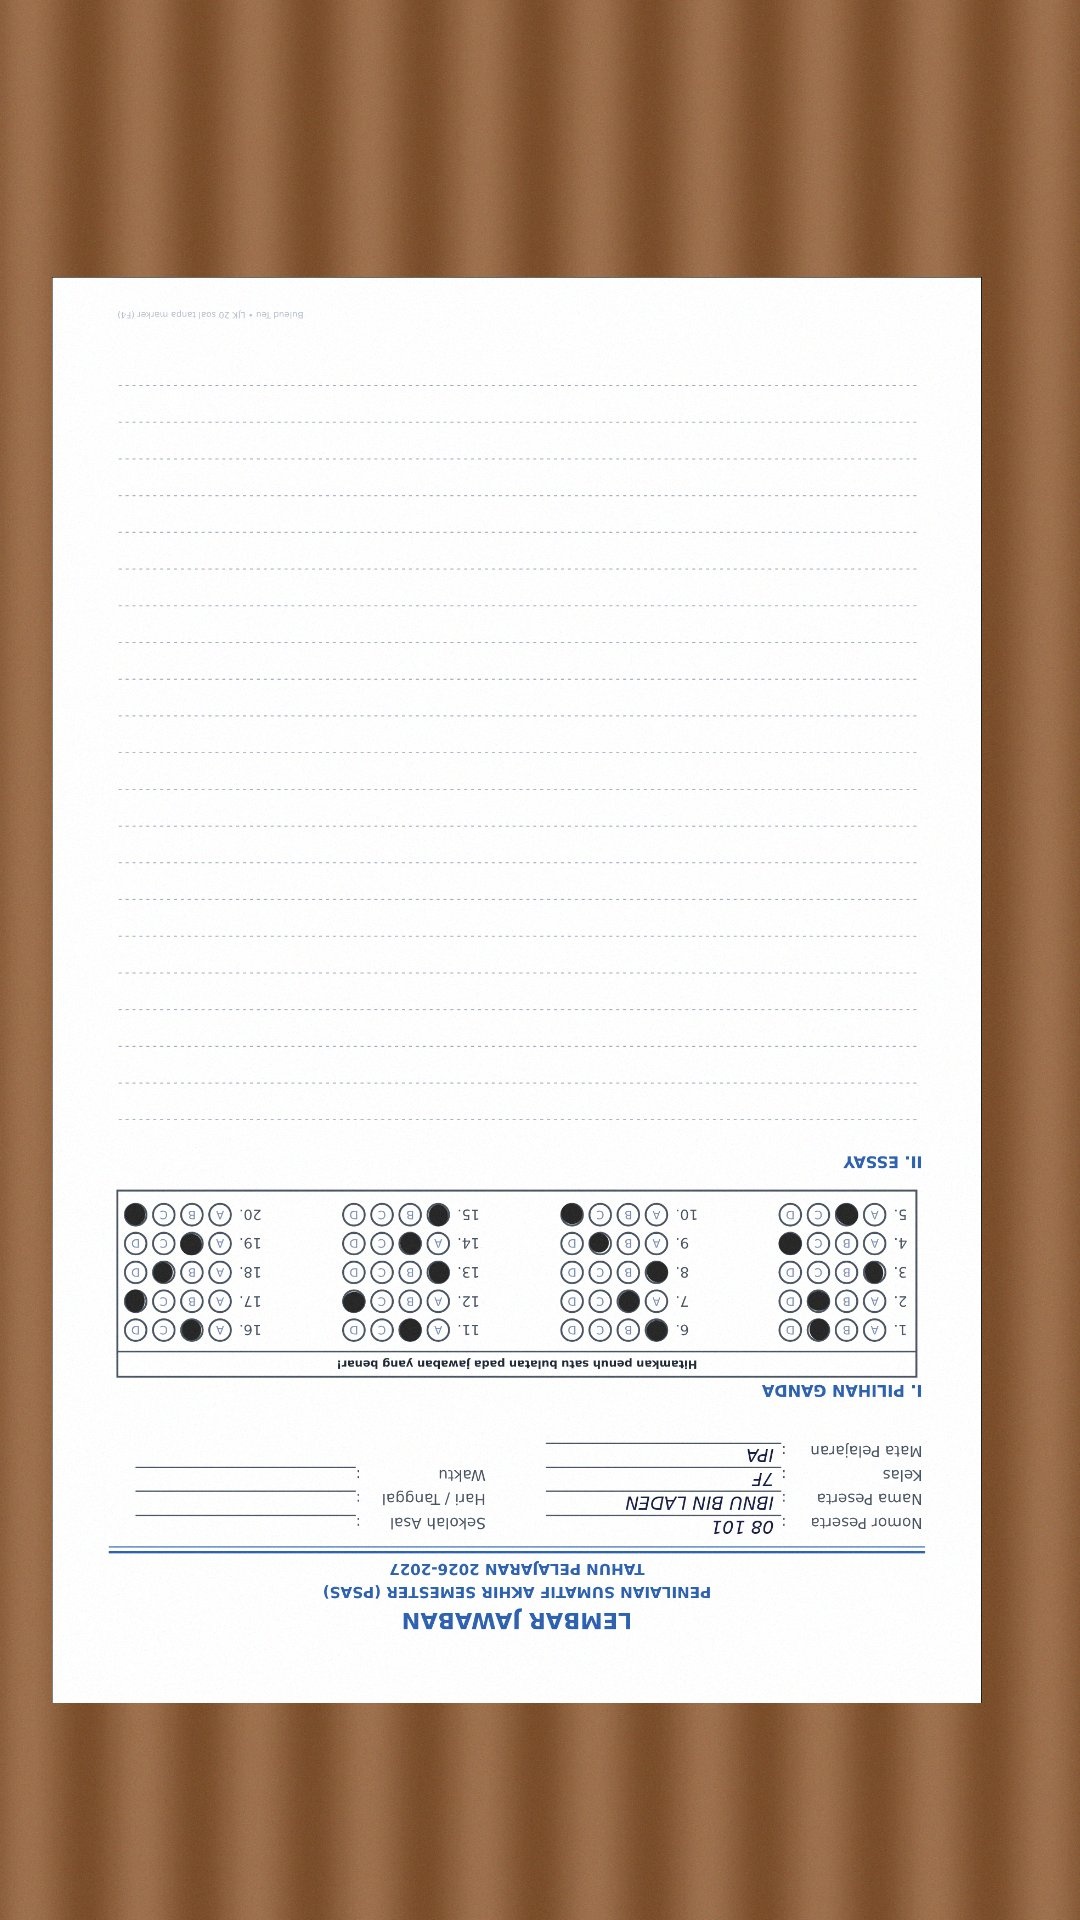 LEMBAR JAWABAN
PENILAIAN SUMATIF AKHIR SEMESTER (PSAS)
TAHUN PELAJARAN 2026-2027
Nomor Peserta : 08 101 Sekolah Asal :
Nama Peserta : IBNU BIN LADEN Hari / Tanggal :
Kelas : 7F Waktu :
Mata Pelajaran : IPA
I. PILIHAN GANDA
Hitamkan penuh satu bulatan pada jawaban yang benar!
1. A B D 6. B C D 11. A C D 16. A C D
2. A B D 7. A C D 12. A B C 17. A B C
3. B C D 8. B C D 13. B C D 18. A B D
4. A B C 9. A B D 14. A C D 19. A C D
5. A C D 10. A B C 15. B C D 20. A B C
II. ESSAY
Buleud Teu • LJK 20 soal tanpa marker (F4)